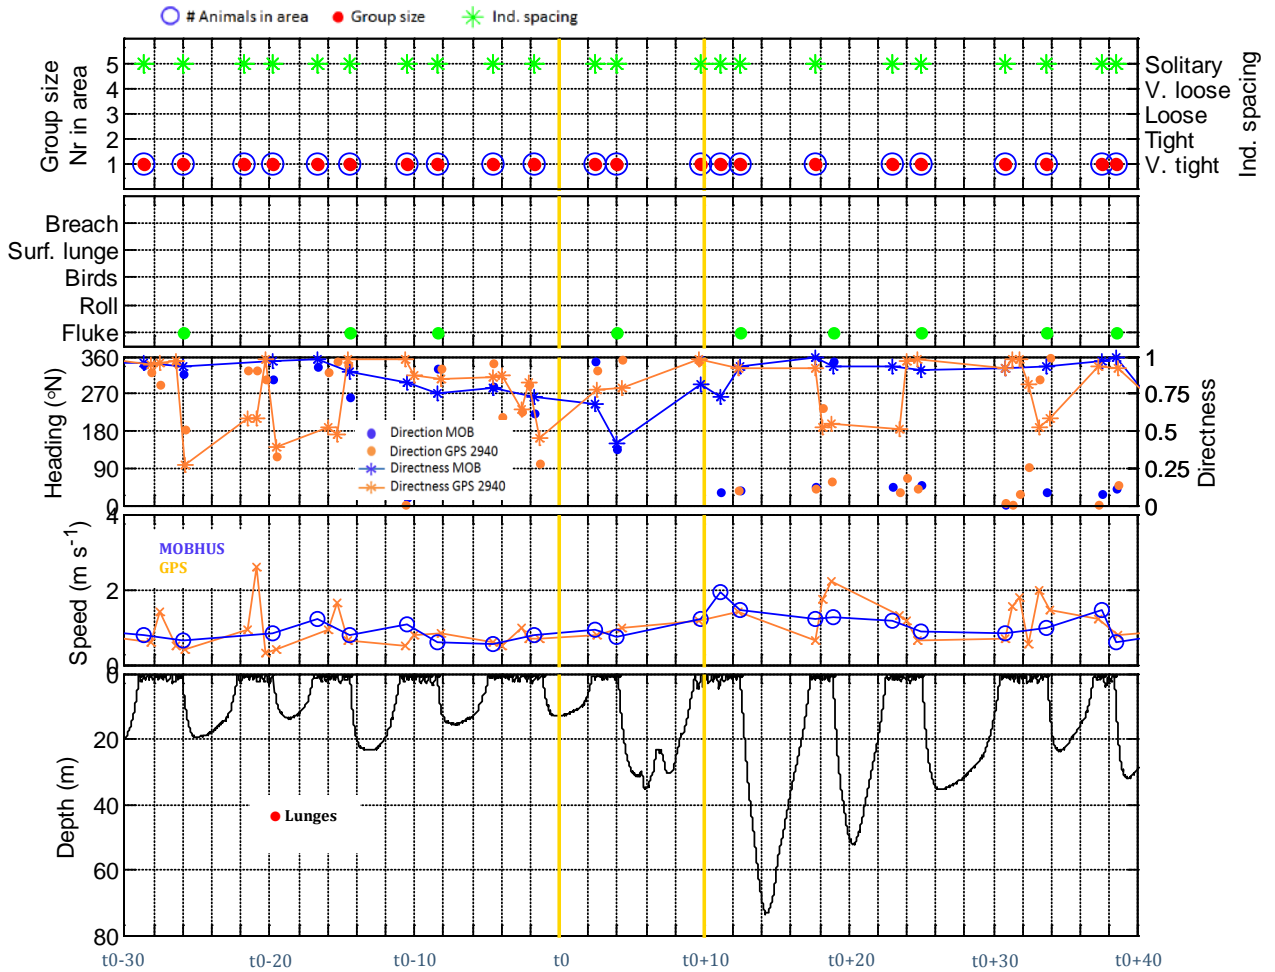 # Animals in area Group size Ind. spacing
Group size
Nr in area
5
4
3
2
1
Solitary
V. loose
Loose
Tight
V. tight
Ind. spacing
Breach
Surf. lunge
Birds
Roll
Fluke
Heading (oN)
360
270
180
90
0
Direction MOB
Direction GPS 2940
Directness MOB
Directness GPS 2940
1
0.75
0.5
0.25
0
Directness
Speed (m s-1)
4
2
0
MOBHUS
GPS
Depth (m)
0
20
40
60
80
Lunges
t0-30 t0-20 t0-10 t0 t0+10 t0+20 t0+30 t0+40